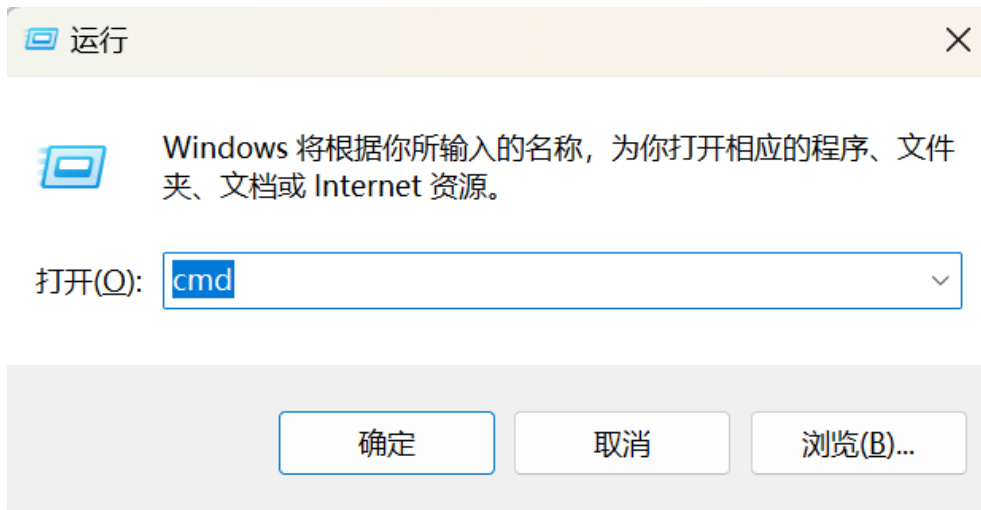 运行
Windows 将根据你所输入的名称，为你打开相应的程序、文件
夹、文档或 Internet 资源。
打开(O): cmd
确定 取消 浏览(B)...